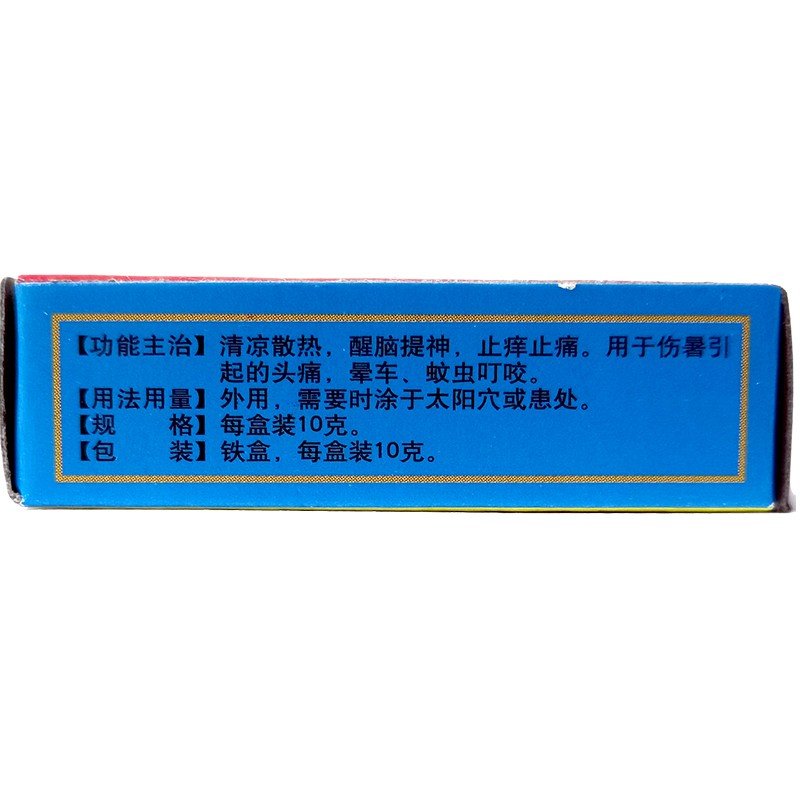 【功能主治】清凉散热，醒脑提神，止痒止痛。用于伤暑引
起的头痛，晕车、蚊虫叮咬。
【用法用量】外用，需要时涂于太阳穴或患处。
【规　　格】每盒装10克。
【包　　装】铁盒，每盒装10克。